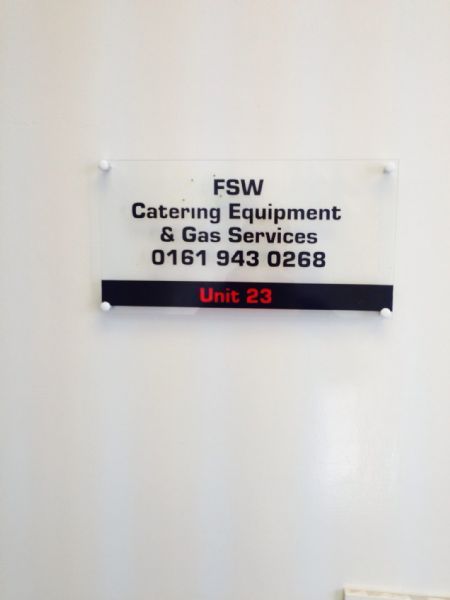 FSW
Catering Equipment
& Gas Services
0161 943 0268
Unit 23